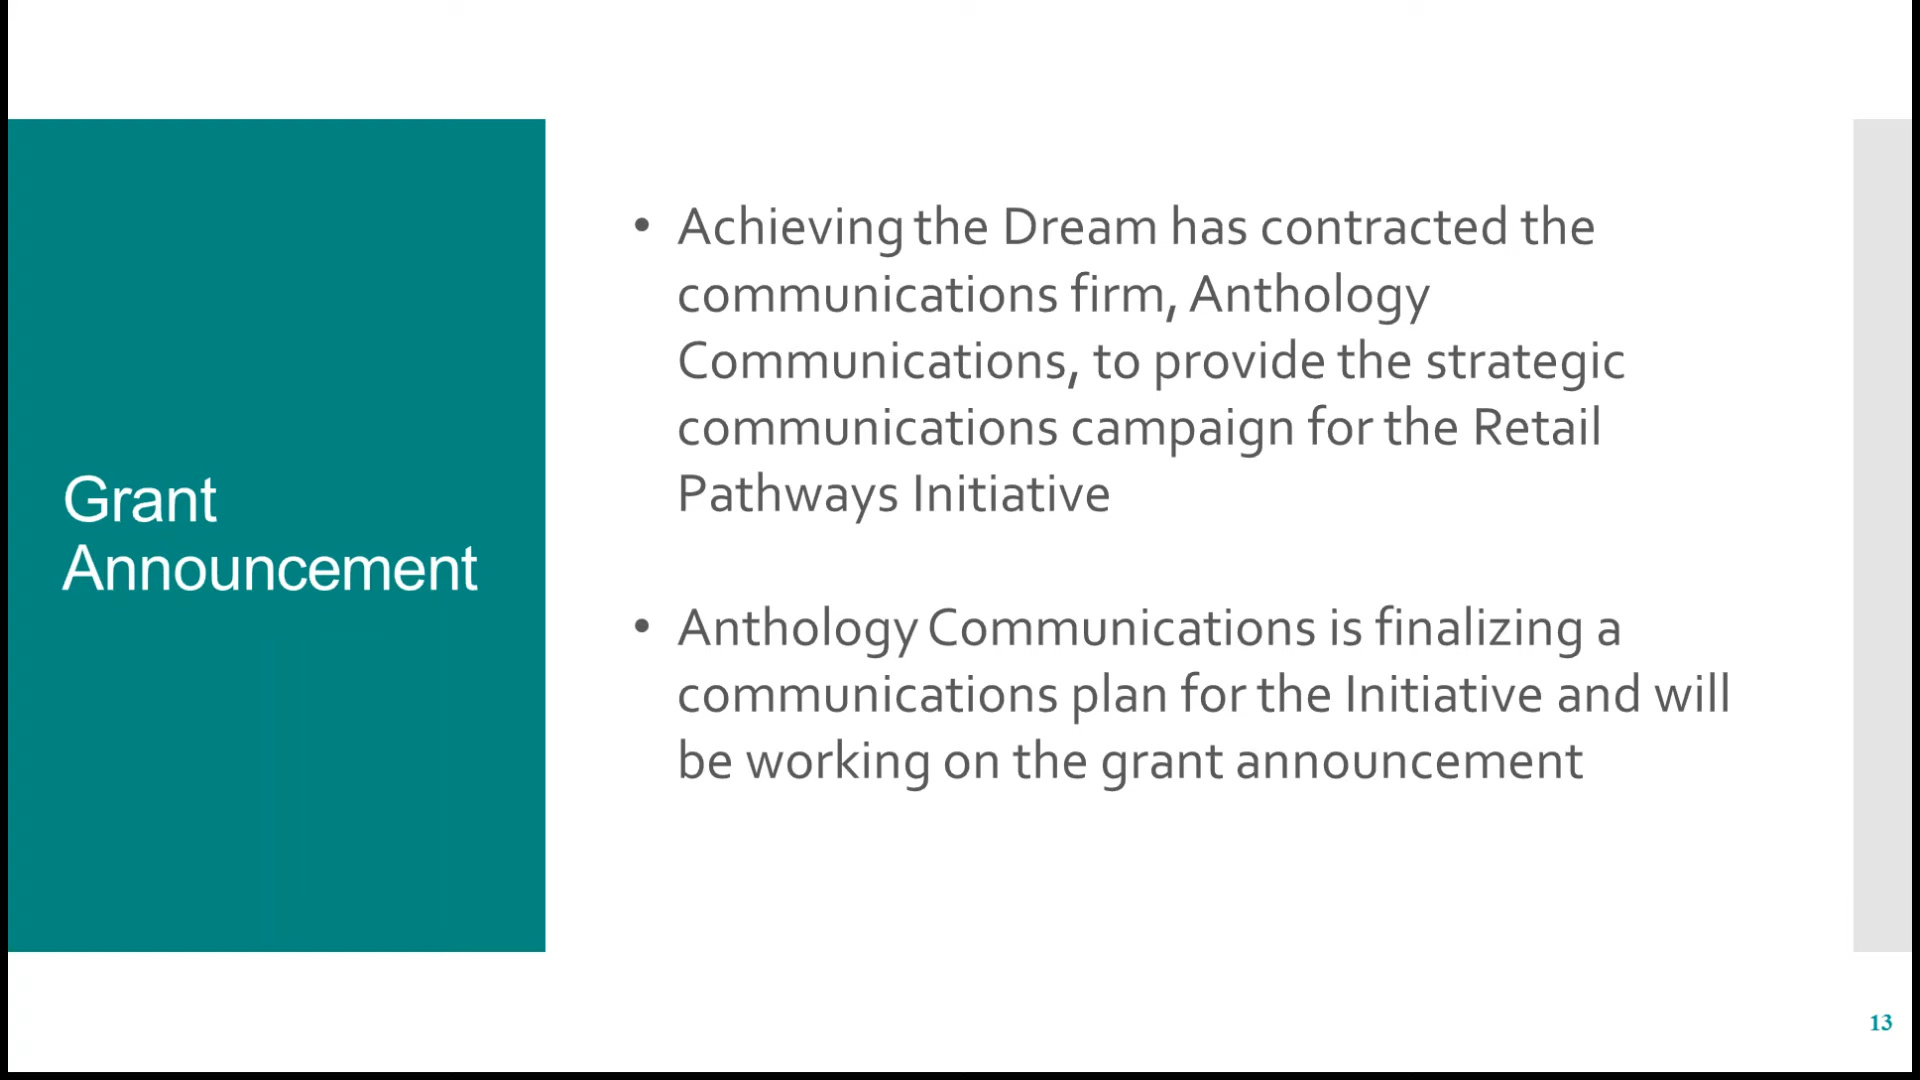 Grant
Announcement
• Achieving the Dream has contracted the
communications firm, Anthology
Communications, to provide the strategic
communications campaign for the Retail
Pathways Initiative
• Anthology Communications is finalizing a
communications plan for the Initiative and will
be working on the grant announcement
13